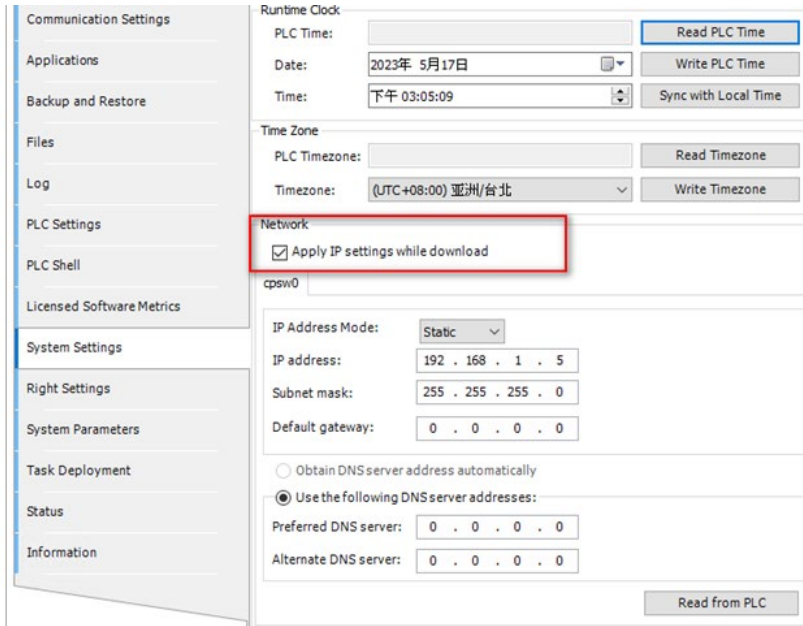 Communication Settings
Applications
Backup and Restore
Files
Log
PLC Settings
PLC Shell
Licensed Software Metrics
System Settings
Right Settings
System Parameters
Task Deployment
Status
Information
Runtime Clock
PLC Time:
Read PLC Time
Date:
2023年 5月17日
Write PLC Time
Time:
下午 03:05:09
Sync with Local Time
Time Zone
PLC Timezone:
Read Timezone
Timezone:
(UTC+08:00) 亚洲/台北
Write Timezone
Network
Apply IP settings while download
cpsw0
IP Address Mode:
Static
IP address:
192 . 168 . 1 . 5
Subnet mask:
255 . 255 . 255 . 0
Default gateway:
0 . 0 . 0 . 0
Obtain DNS server address automatically
Use the following DNS server addresses:
Preferred DNS server:
0 . 0 . 0 . 0
Alternate DNS server:
0 . 0 . 0 . 0
Read from PLC